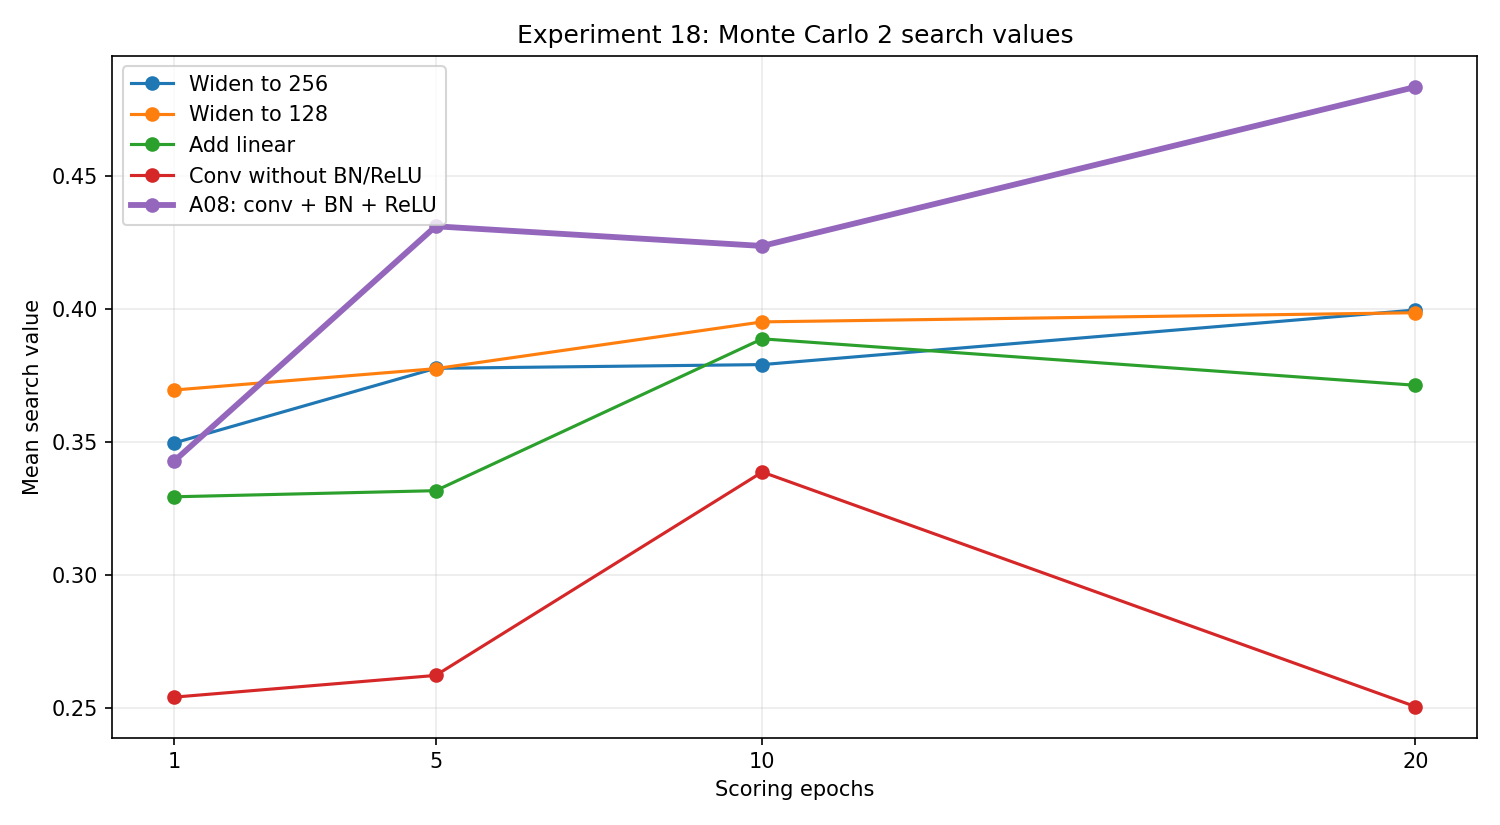 Experiment 18: Monte Carlo 2 search values
Widen to 256
Widen to 128
Add linear
Conv without BN/ReLU
A08: conv + BN + ReLU
Mean search value
0.45
0.40
0.35
0.30
0.25
1
5
10
20
Scoring epochs